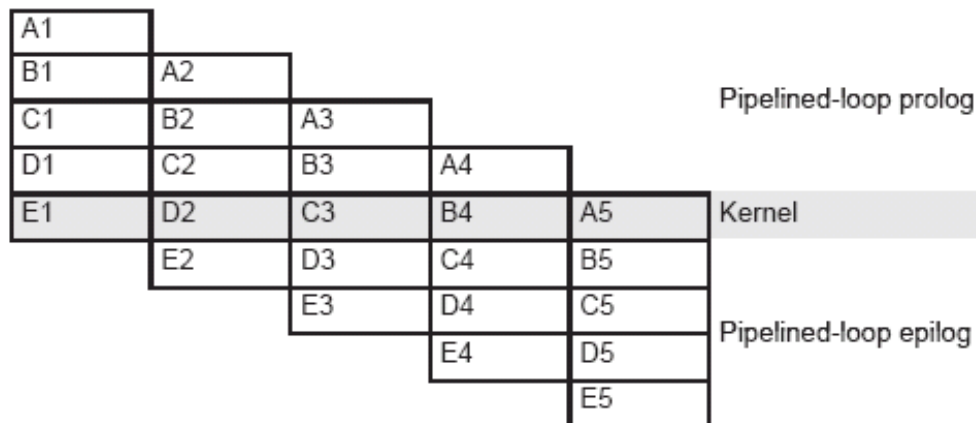 A1
B1 A2
Pipelined-loop prolog
C1 B2 A3
D1 C2 B3 A4
E1 D2 C3 B4 A5 Kernel
E2 D3 C4 B5
E3 D4 C5
Pipelined-loop epilog
E4 D5
E5